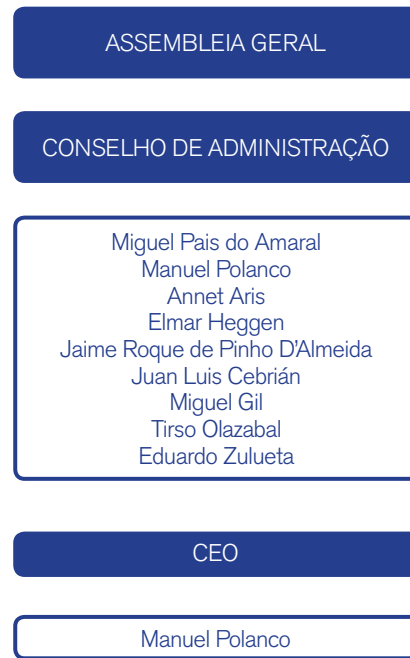 ASSEMBLEIA GERAL
CONSELHO DE ADMINISTRAÇÃO
Miguel Pais do Amaral
Manuel Polanco
Annet Aris
Elmar Heggen
Jaime Roque de Pinho D'Almeida
Juan Luis Cebrián
Miguel Gil
Tirso Olazabal
Eduardo Zulueta
CEO
Manuel Polanco